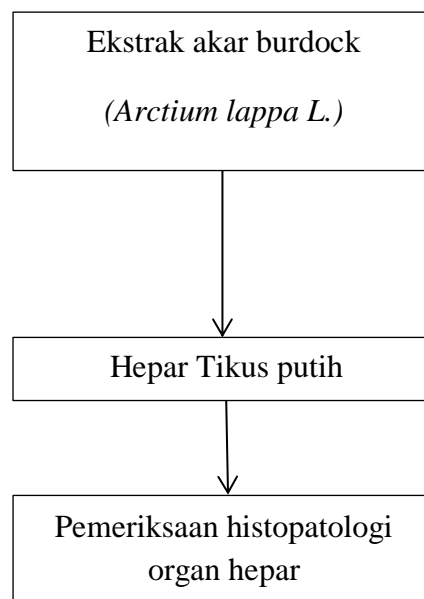 Ekstrak akar burdock
(Arctium lappa L.)
Hepar Tikus putih
Pemeriksaan histopatologi
organ hepar